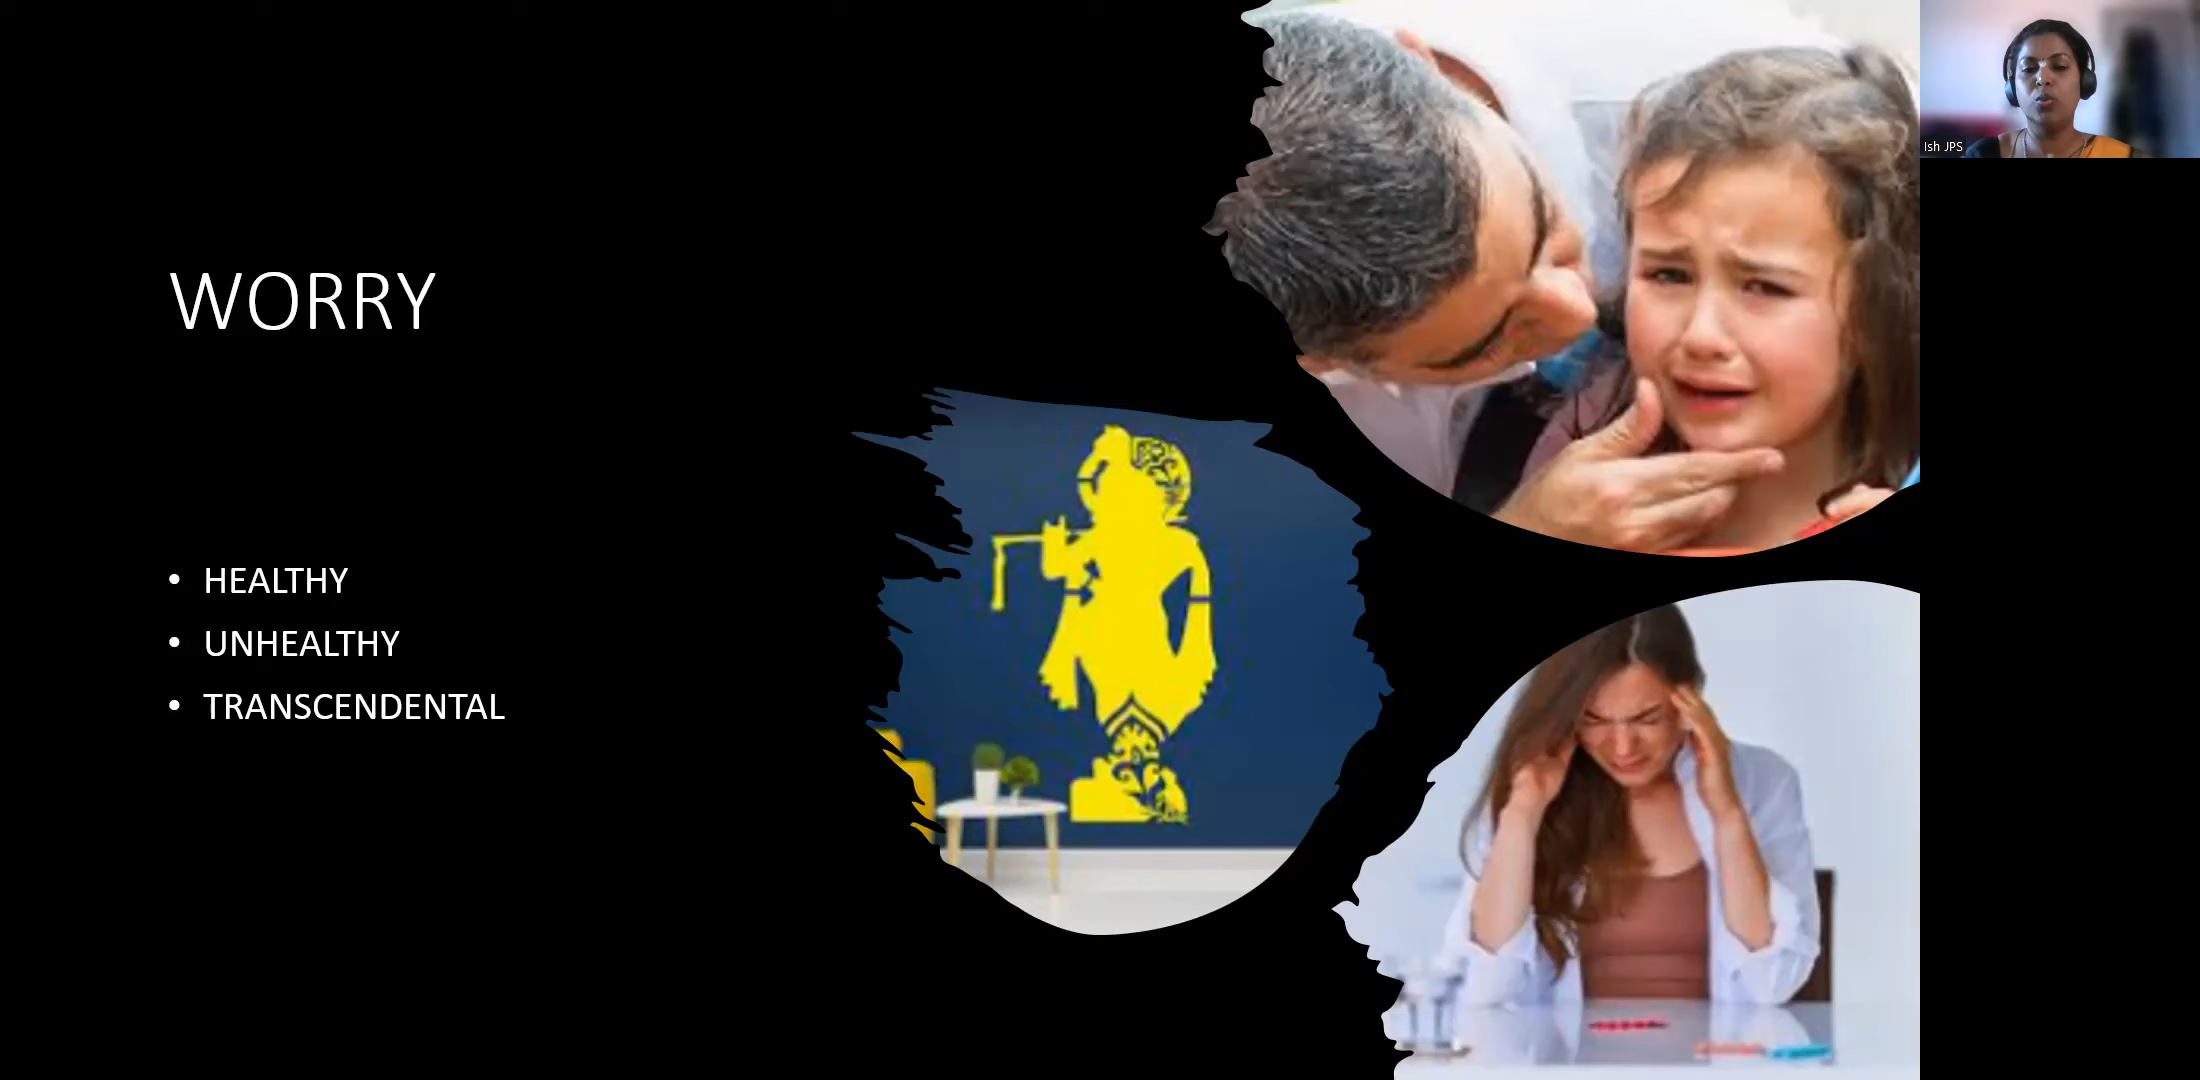 WORRY
• HEALTHY
• UNHEALTHY
• TRANSCENDENTAL
Ish JPS